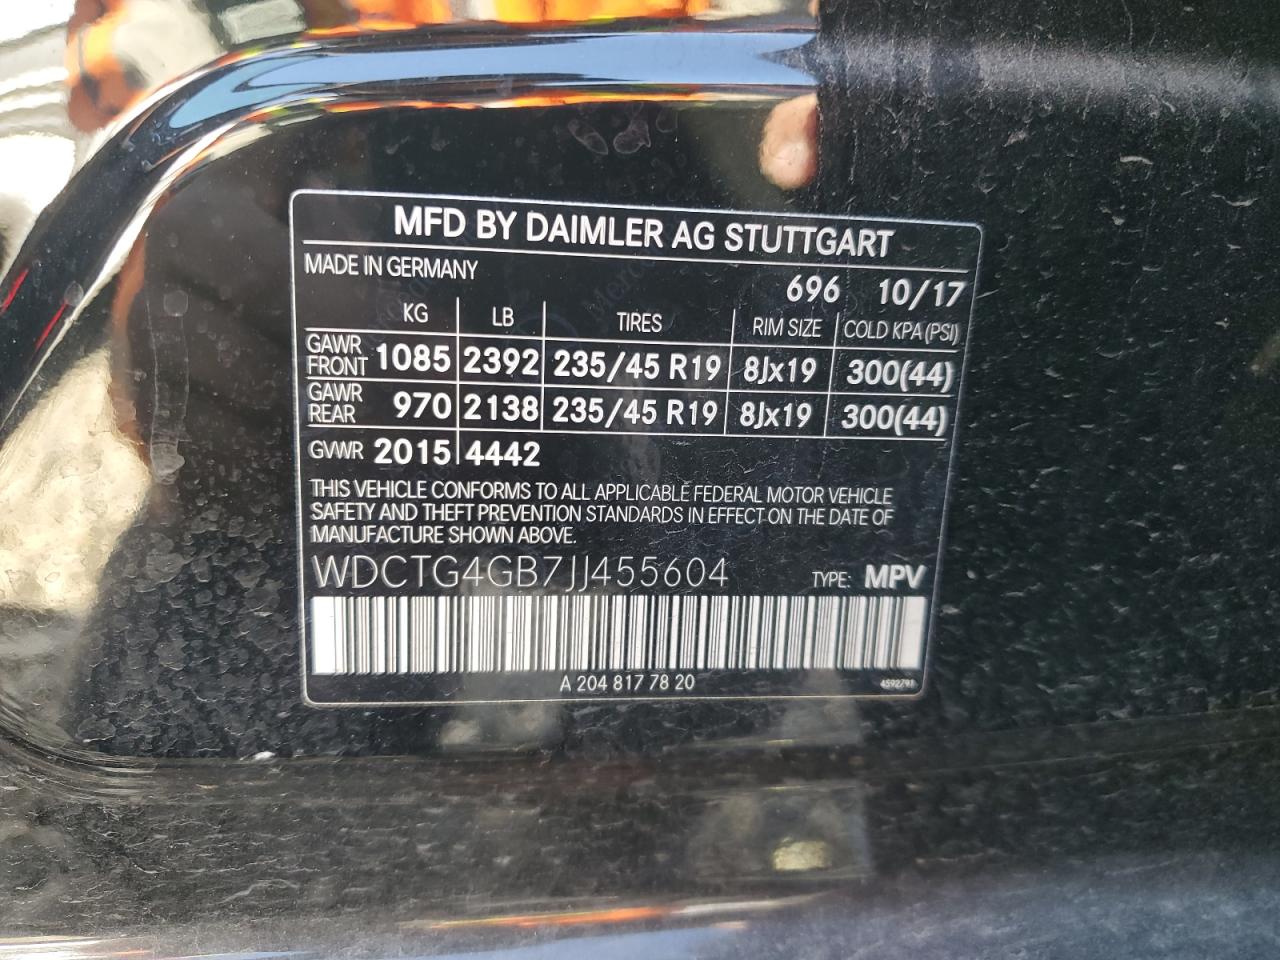 MFD BY DAIMLER AG STUTTGART
MADE IN GERMANY 696 10/17
KG LB TIRES RIM SIZE COLD KPA (PSI)
GAWR FRONT 1085 2392 235/45 R19 8Jx19 300(44)
GAWR REAR 970 2138 235/45 R19 8Jx19 300(44)
GVWR 2015 4442
THIS VEHICLE CONFORMS TO ALL APPLICABLE FEDERAL MOTOR VEHICLE
SAFETY AND THEFT PREVENTION STANDARDS IN EFFECT ON THE DATE OF
MANUFACTURE SHOWN ABOVE.
WDCTG4GB7JJ455604 TYPE: MPV
A 204 817 78 20 4592791